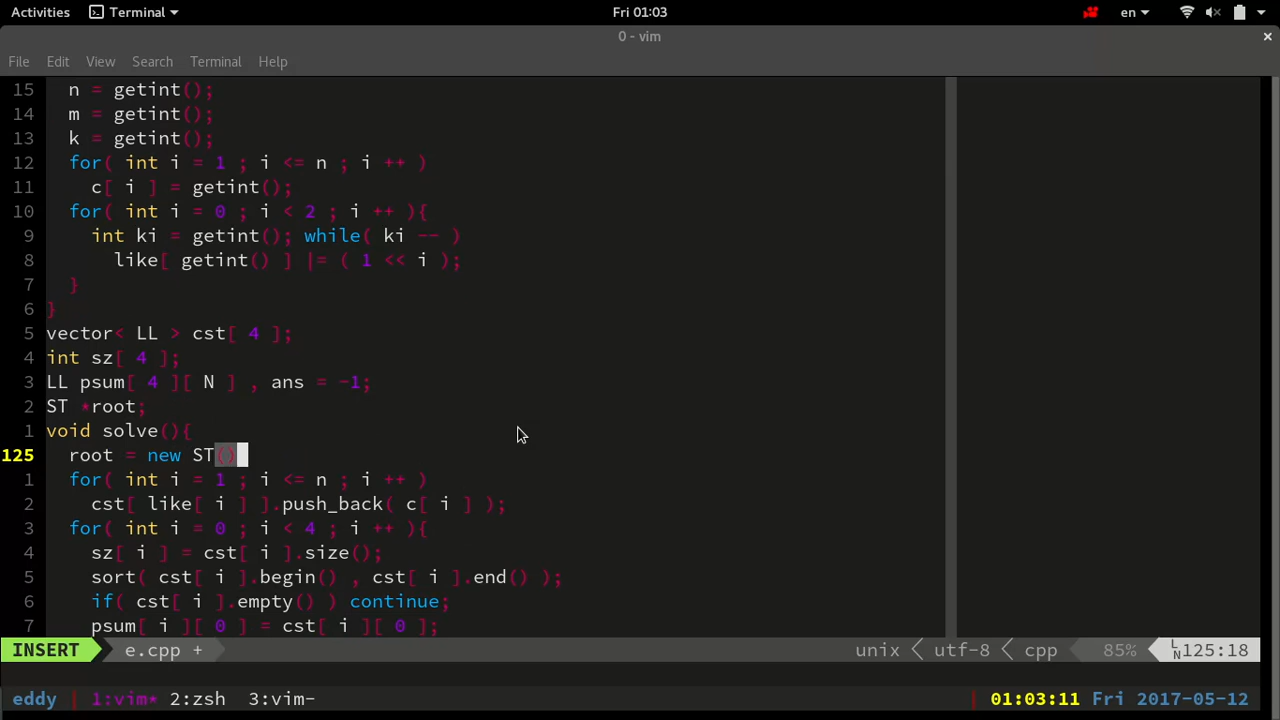 Activities Terminal Fri 01:03 en
0 - vim ×
File Edit View Search Terminal Help
15 n = getint();
14 m = getint();
13 k = getint();
12 for( int i = 1 ; i <= n ; i ++ )
11 c[ i ] = getint();
10 for( int i = 0 ; i < 2 ; i ++ ){
9 int ki = getint(); while( ki -- )
8 like[ getint() ] |= ( 1 << i );
7 }
6 }
5 vector< LL > cst[ 4 ];
4 int sz[ 4 ];
3 LL psum[ 4 ][ N ] , ans = -1;
2 ST *root;
1 void solve(){
125 root = new ST()
1 for( int i = 1 ; i <= n ; i ++ )
2 cst[ like[ i ] ].push_back( c[ i ] );
3 for( int i = 0 ; i < 4 ; i ++ ){
4 sz[ i ] = cst[ i ].size();
5 sort( cst[ i ].begin() , cst[ i ].end() );
6 if( cst[ i ].empty() ) continue;
7 psum[ i ][ 0 ] = cst[ i ][ 0 ];
INSERT e.cpp + unix < utf-8 < cpp 85% LN 125:18
eddy | 1:vim* 2:zsh 3:vim- | 01:03:11 Fri 2017-05-12